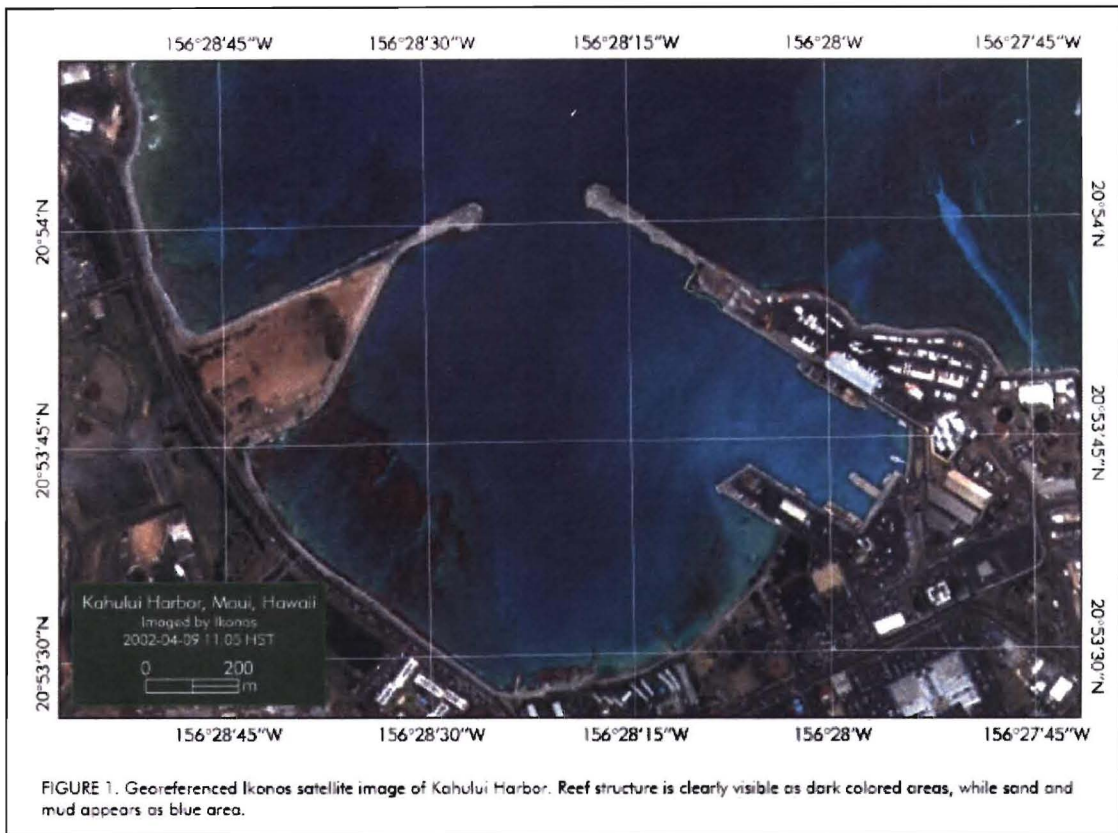 156°28'45"W 156°28'30"W 156°28'15"W 156°28'W 156°27'45"W
20°54'N 20°54'N
20°53'45"N 20°53'45"N
20°53'30"N 20°53'30"N
Kahului Harbor, Maui, Hawaii
Imaged by Ikonos
2002-04-09 11:05 HST
0 200
m
156°28'45"W 156°28'30"W 156°28'15"W 156°28'W 156°27'45"W
FIGURE 1. Georeferenced Ikonos satellite image of Kahului Harbor. Reef structure is clearly visible as dark colored areas, while sand and
mud appears as blue area.